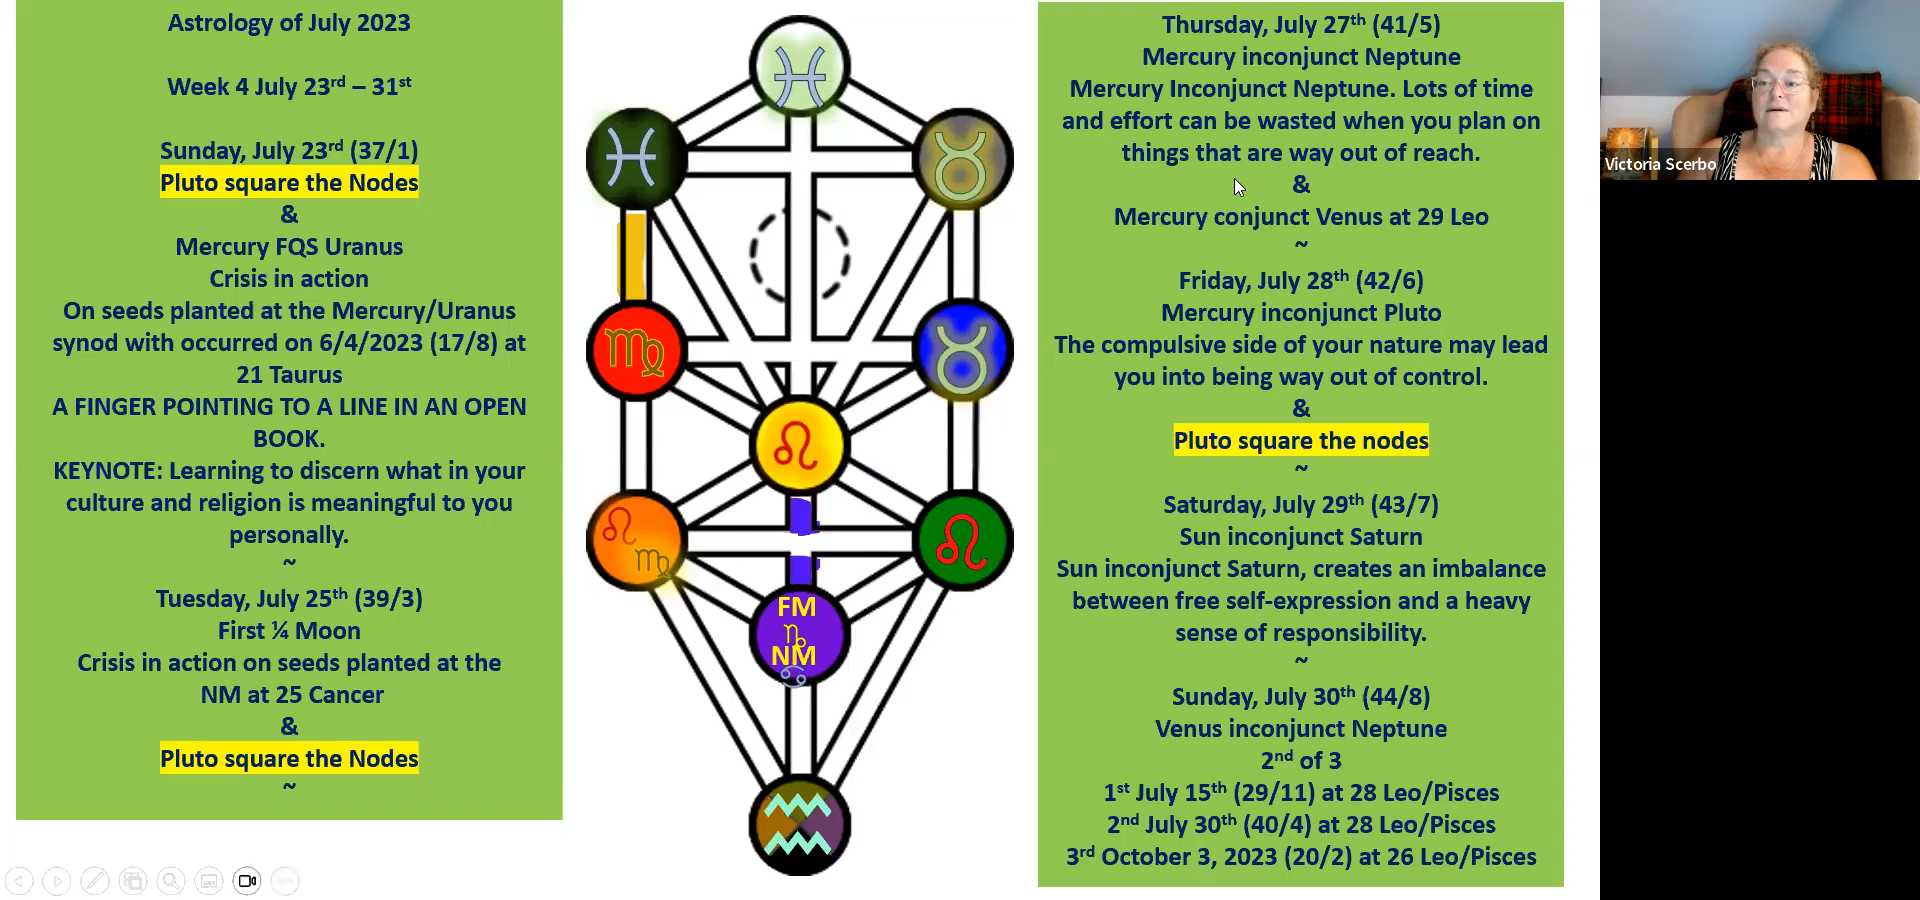 Astrology of July 2023
Week 4 July 23rd – 31st
Sunday, July 23rd (37/1)
Pluto square the Nodes
&
Mercury FQS Uranus
Crisis in action
On seeds planted at the Mercury/Uranus
synod with occurred on 6/4/2023 (17/8) at
21 Taurus
A FINGER POINTING TO A LINE IN AN OPEN
BOOK.
KEYNOTE: Learning to discern what in your
culture and religion is meaningful to you
personally.
~
Tuesday, July 25th (39/3)
First ¼ Moon
Crisis in action on seeds planted at the
NM at 25 Cancer
&
Pluto square the Nodes
~
♓
♓
♉
♍
♉
♌
♌
♍
♌
FM
♑
NM
♋
♒
Thursday, July 27th (41/5)
Mercury inconjunct Neptune
Mercury Inconjunct Neptune. Lots of time
and effort can be wasted when you plan on
things that are way out of reach.
&
Mercury conjunct Venus at 29 Leo
~
Friday, July 28th (42/6)
Mercury inconjunct Pluto
The compulsive side of your nature may lead
you into being way out of control.
&
Pluto square the nodes
~
Saturday, July 29th (43/7)
Sun inconjunct Saturn
Sun inconjunct Saturn, creates an imbalance
between free self-expression and a heavy
sense of responsibility.
~
Sunday, July 30th (44/8)
Venus inconjunct Neptune
2nd of 3
1st July 15th (29/11) at 28 Leo/Pisces
2nd July 30th (40/4) at 28 Leo/Pisces
3rd October 3, 2023 (20/2) at 26 Leo/Pisces
Victoria Scerbo